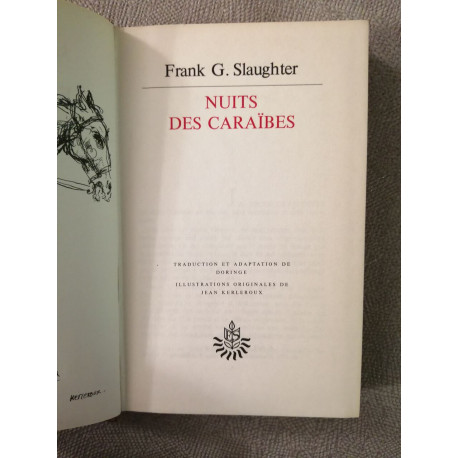 Frank G. Slaughter
NUITS
DES CARAÏBES
TRADUCTION ET ADAPTATION DE
DORINGE
ILLUSTRATIONS ORIGINALES DE
JEAN KERLEROUX